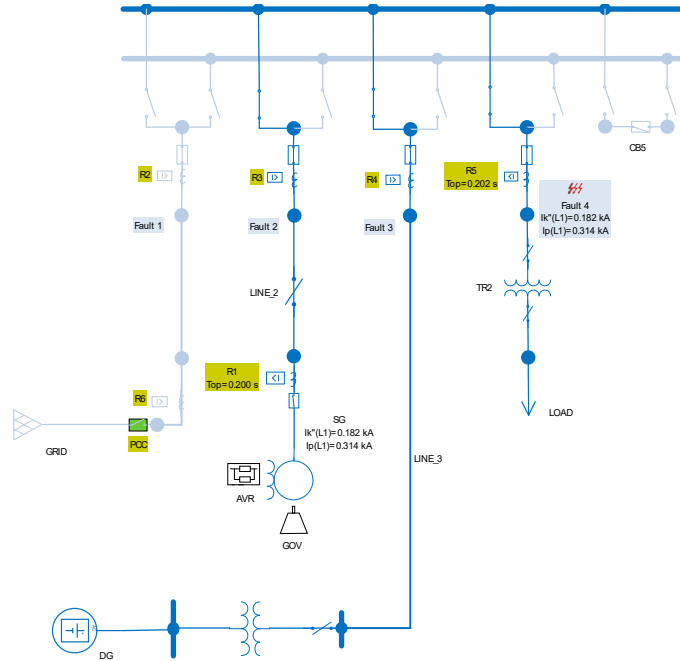 CB5
R2
R3
R4
R5
Top=0.202 s
Fault 4
Ik"(L1)=0.182 kA
Ip(L1)=0.314 kA
Fault 1
Fault 2
Fault 3
TR2
LINE_2
R1
Top=0.200 s
R6
LOAD
PCC
GRID
SG
Ik"(L1)=0.182 kA
Ip(L1)=0.314 kA
LINE_3
AVR
GOV
DG